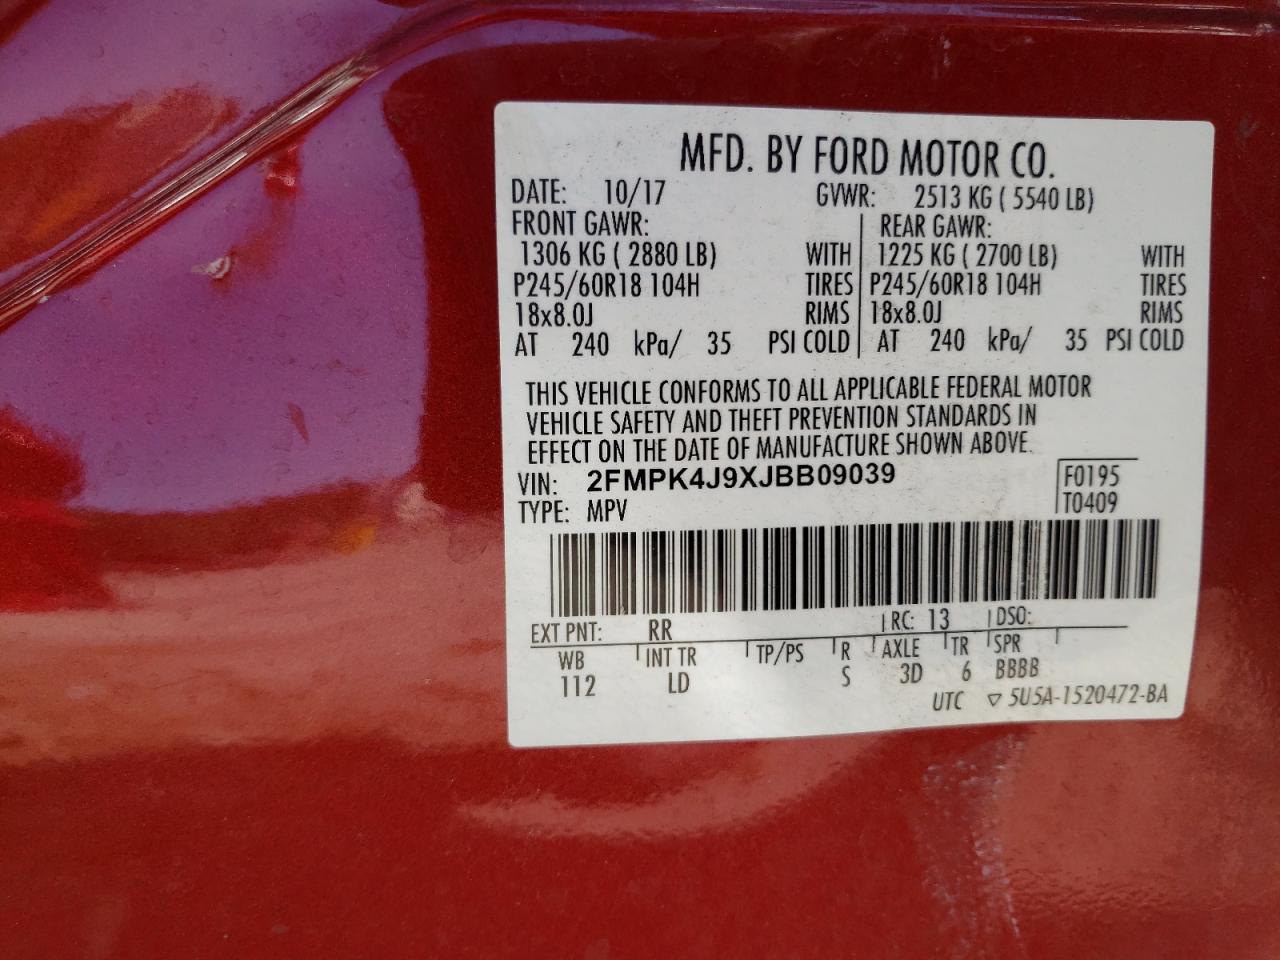 MFD. BY FORD MOTOR CO.
DATE: 10/17 GVWR: 2513 KG ( 5540 LB)
FRONT GAWR: REAR GAWR:
1306 KG ( 2880 LB) WITH 1225 KG ( 2700 LB) WITH
P245/60R18 104H TIRES P245/60R18 104H TIRES
18x8.0J RIMS 18x8.0J RIMS
AT 240 kPa/ 35 PSI COLD AT 240 kPa/ 35 PSI COLD
THIS VEHICLE CONFORMS TO ALL APPLICABLE FEDERAL MOTOR
VEHICLE SAFETY AND THEFT PREVENTION STANDARDS IN
EFFECT ON THE DATE OF MANUFACTURE SHOWN ABOVE.
VIN: 2FMPK4J9XJBB09039 F0195
TYPE: MPV T0409
EXT PNT: RR RC: 13 DSO:
WB INT TR TP/PS R AXLE TR SPR
112 LD S 3D 6 BBBB
UTC ▽ 5U5A-1520472-BA